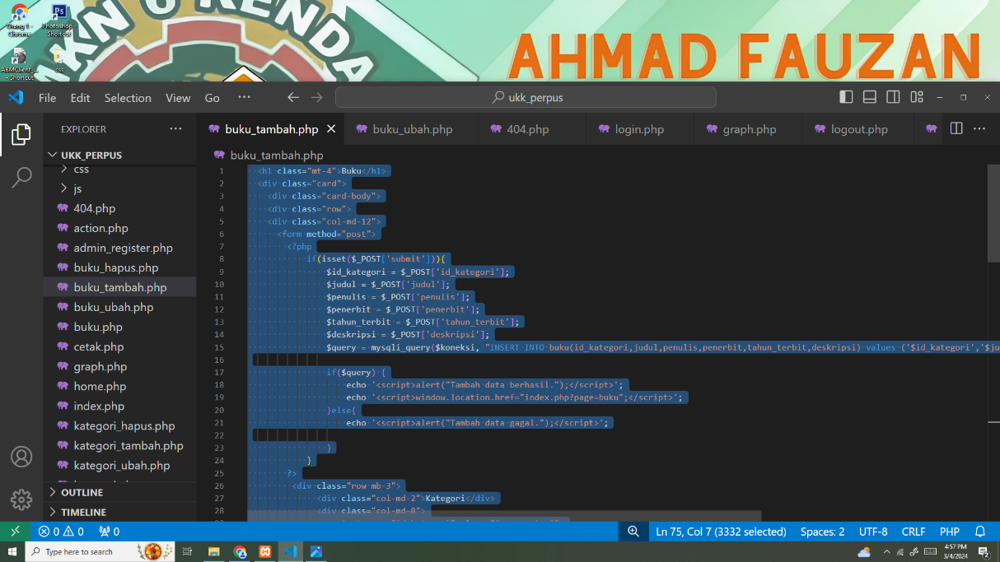 Orang 1 - Chrome
Photoshop - Shortcut
ABMClient_... - Shortcut
css
AHMAD FAUZAN
File Edit Selection View Go ··· ukk_perpus
EXPLORER ···
UKK_PERPUS
css
js
404.php
action.php
admin_register.php
buku_hapus.php
buku_tambah.php
buku_ubah.php
buku.php
cetak.php
graph.php
home.php
index.php
kategori_hapus.php
kategori_tambah.php
kategori_ubah.php
OUTLINE
TIMELINE
buku_tambah.php buku_ubah.php 404.php login.php graph.php logout.php ···
buku_tambah.php
1 <h1 class="mt-4">Buku</h1>
2 <div class="card">
3 <div class="card-body">
4 <div class="row">
5 <div class="col-md-12">
6 <form method="post">
7 <?php
8 if(isset($_POST['submit'])){
9 $id_kategori = $_POST['id_kategori'];
10 $judul = $_POST['judul'];
11 $penulis = $_POST['penulis'];
12 $penerbit = $_POST['penerbit'];
13 $tahun_terbit = $_POST['tahun_terbit'];
14 $deskripsi = $_POST['deskripsi'];
15 $query = mysqli_query($koneksi, "INSERT INTO buku(id_kategori,judul,penulis,penerbit,tahun_terbit,deskripsi) values ('$id_kategori','$ju
16
17 if($query) {
18 echo '<script>alert("Tambah data berhasil.");</script>';
19 echo '<script>window.location.href="index.php?page=buku";</script>';
20 }else{
21 echo '<script>alert("Tambah data gagal.");</script>';
22
23 }
24 }
25 ?>
26 <div class="row mb-3">
27 <div class="col-md-2">Kategori</div>
28 <div class="col-md-8">
0 0 0 Ln 75, Col 7 (3332 selected) Spaces: 2 UTF-8 CRLF PHP
Type here to search
4:57 PM
3/4/2024
2